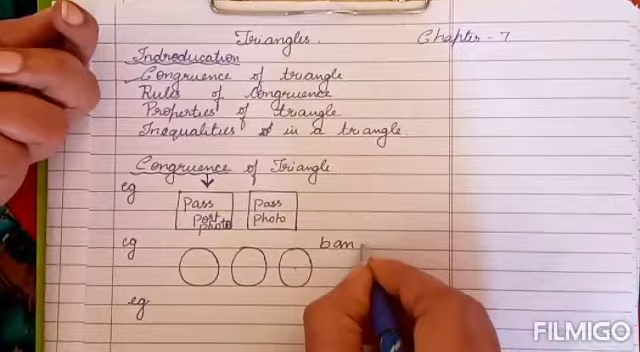 Triangles. Chapter - 7
Indroducation
Congruence of triangle
Rules of congruence
Properties of triangle
Inequalities in a triangle.
Congruence of Triangle
eg Pass Port photo Pass Photo
eg ban
eg
FILMIGO